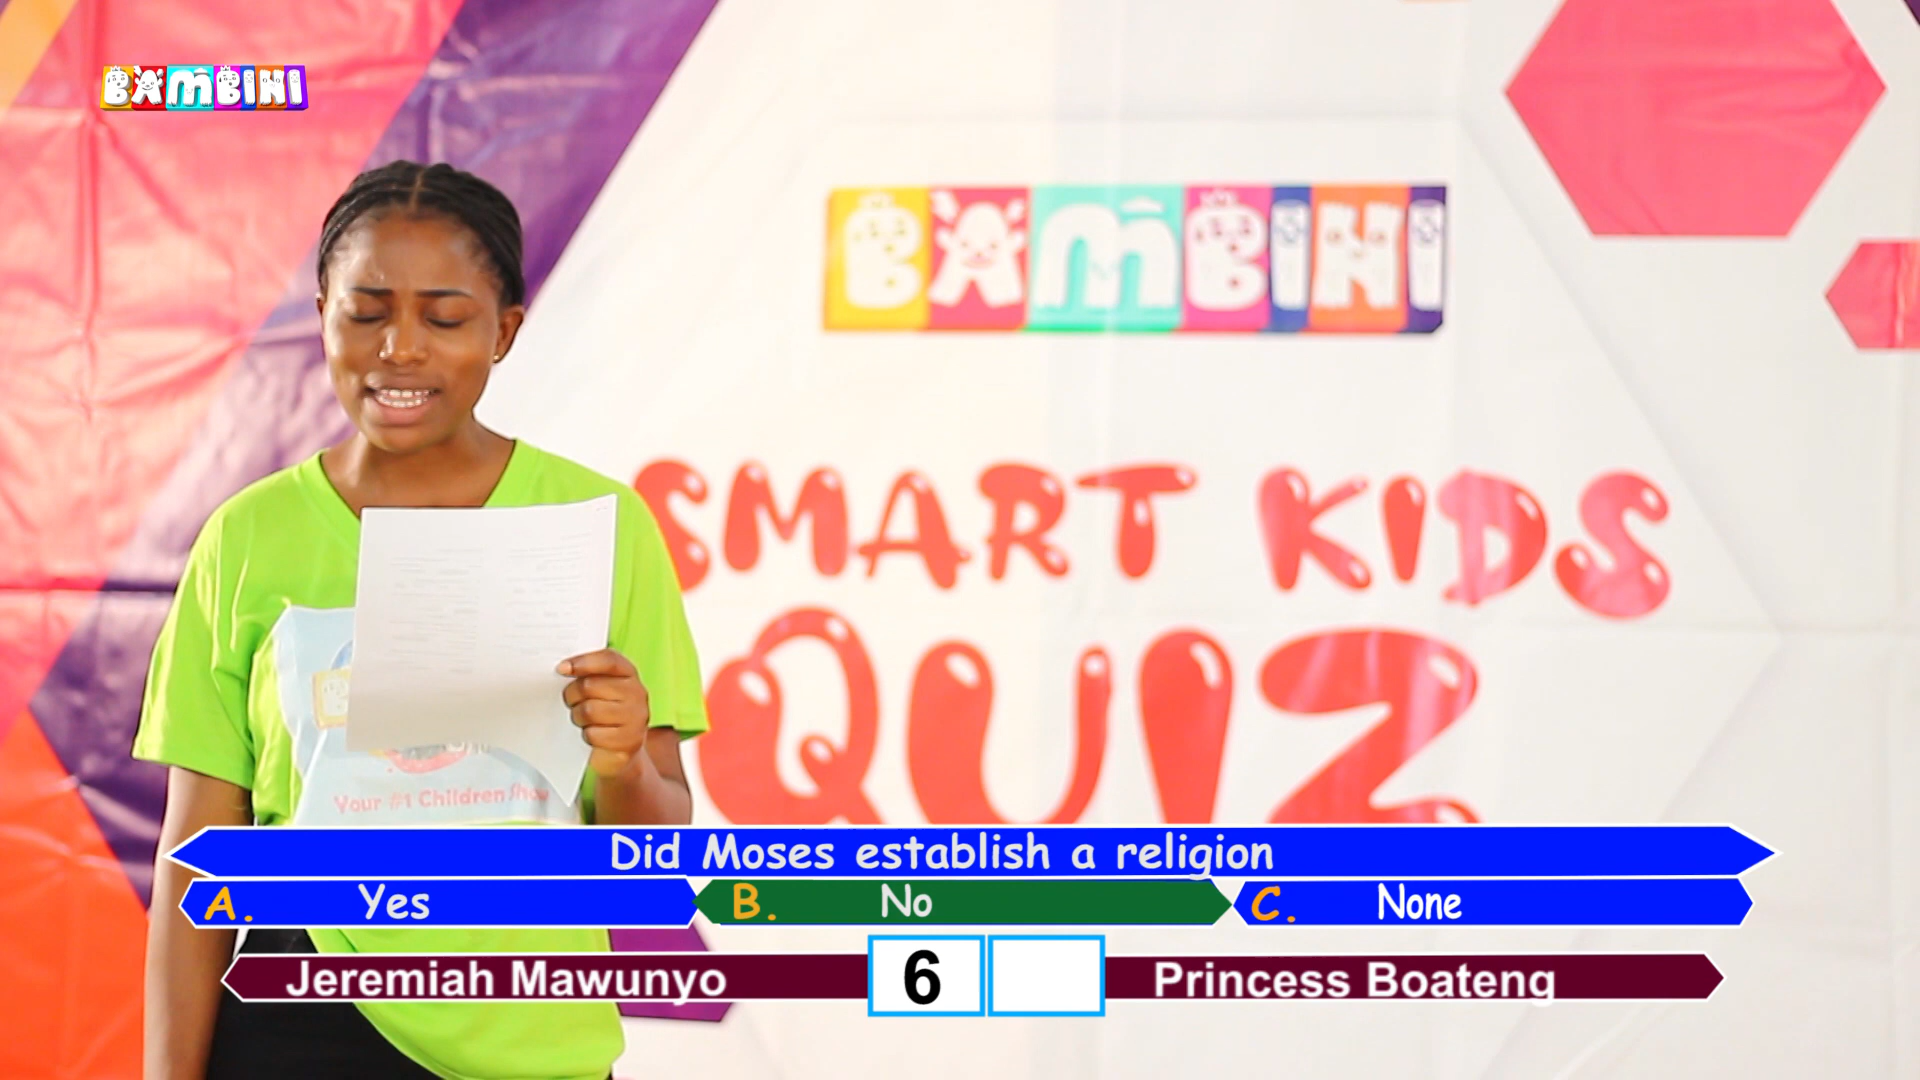 BAMBINI
BAMBINI
SMART KIDS
QUIZ
Your #1 Children Show
Did Moses establish a religion
A. Yes
B. No
C. None
Jeremiah Mawunyo
6
Princess Boateng